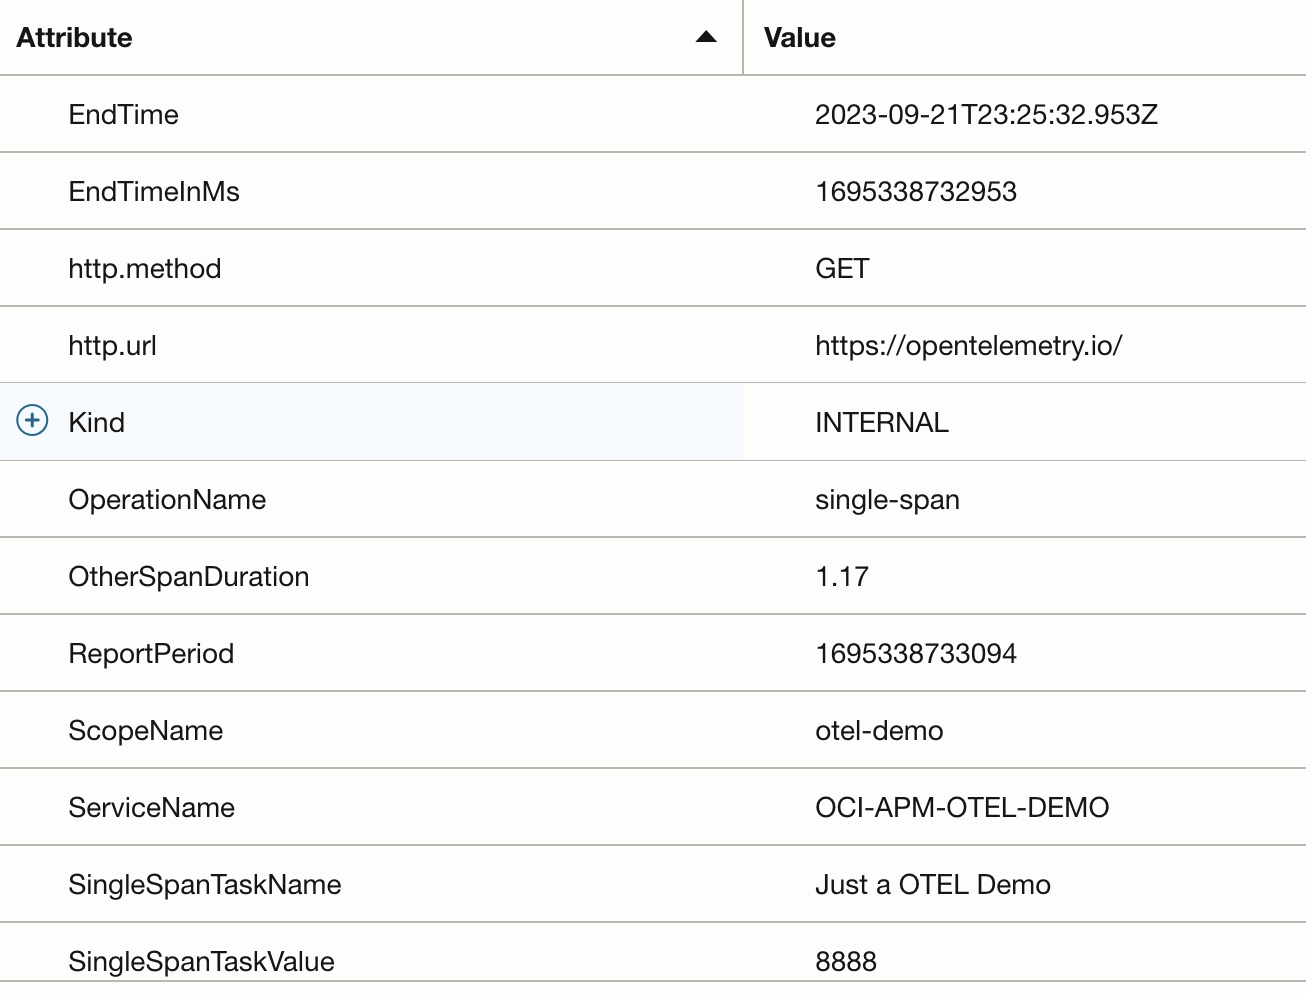 Attribute Value
EndTime 2023-09-21T23:25:32.953Z
EndTimeInMs 1695338732953
http.method GET
http.url https://opentelemetry.io/
Kind INTERNAL
OperationName single-span
OtherSpanDuration 1.17
ReportPeriod 1695338733094
ScopeName otel-demo
ServiceName OCI-APM-OTEL-DEMO
SingleSpanTaskName Just a OTEL Demo
SingleSpanTaskValue 8888